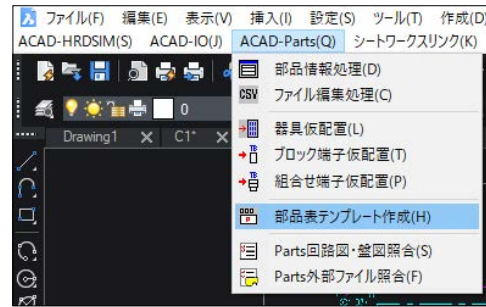 ファイル(F) 編集(E) 表示(V) 挿入(I) 設定(S) ツール(T) 作成(D)
ACAD-HRDSIM(S) ACAD-IO(J) ACAD-Parts(Q) シートワークスリンク(K)
部品情報処理(D)
CSV ファイル編集処理(C)
0
器具仮配置(L)
Drawing1 C1*
TB ブロック端子仮配置(T)
TB 組合せ端子仮配置(P)
部品表テンプレート作成(H)
Parts回路図・盤図照合(S)
Parts外部ファイル照合(F)